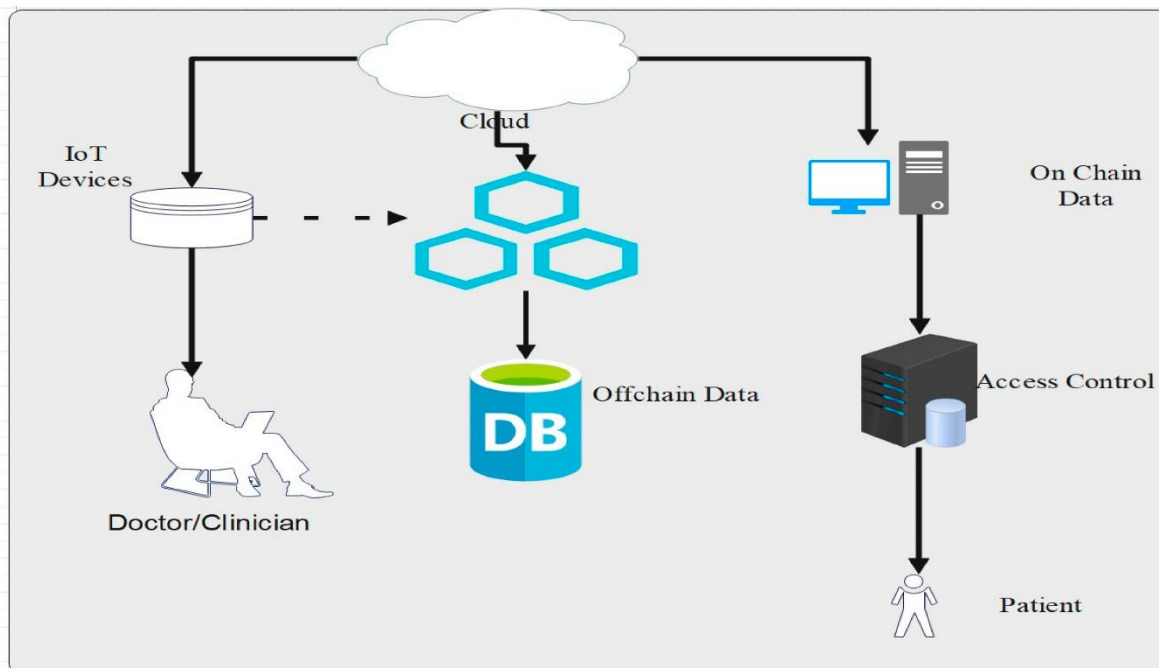 Cloud
IoT
Devices
On Chain
Data
DB
Offchain Data
Access Control
Doctor/Clinician
Patient